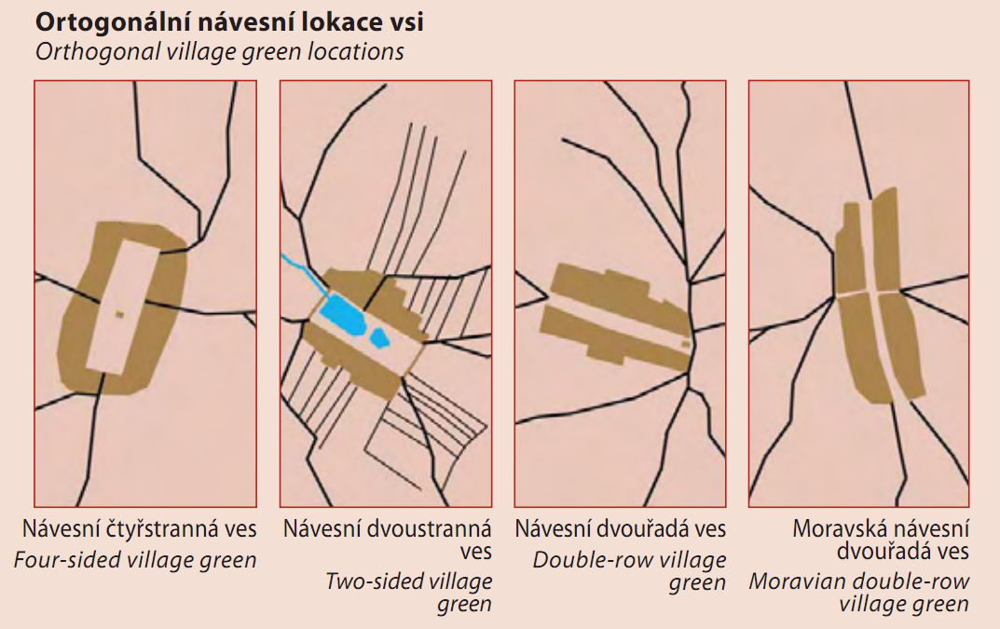 Ortogonální návesní lokace vsi
Orthogonal village green locations
Návesní čtyřstranná ves
Four-sided village green
Návesní dvoustranná
ves
Two-sided village
green
Návesní dvouřadá ves
Double-row village
green
Moravská návesní
dvouřadá ves
Moravian double-row
village green